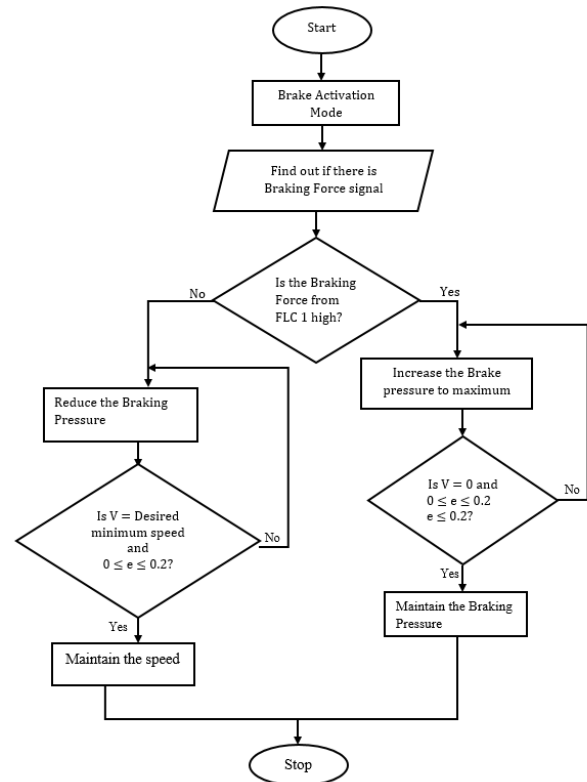 Start
Brake Activation
Mode
Find out if there is
Braking Force signal
Is the Braking
Force from
FLC 1 high?
No
Yes
Reduce the Braking
Pressure
Increase the Brake
pressure to maximum
Is V = Desired
minimum speed
and
0 ≤ e ≤ 0.2?
No
Is V = 0 and
0 ≤ e ≤ 0.2
e ≤ 0.2?
No
Yes
Yes
Maintain the speed
Maintain the Braking
Pressure
Stop